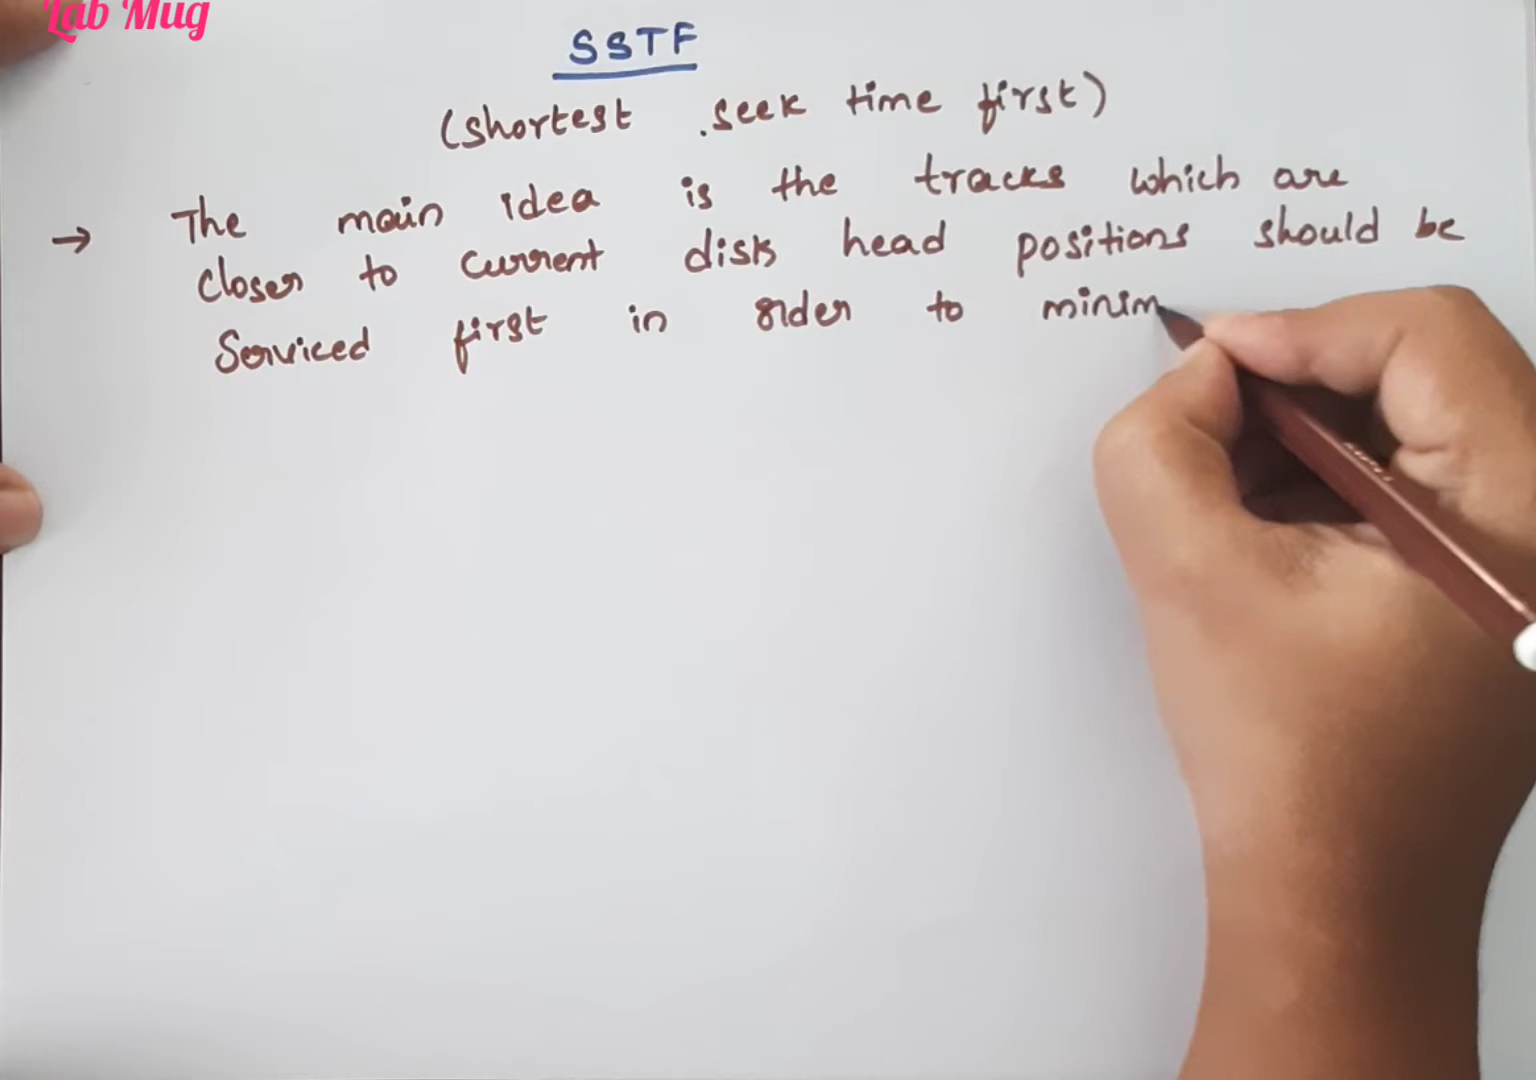 Lab Mug
SSTF
(shortest seek time first)
→ The main idea is the tracks which are
closer to current disk head positions should be
Serviced first in order to minim